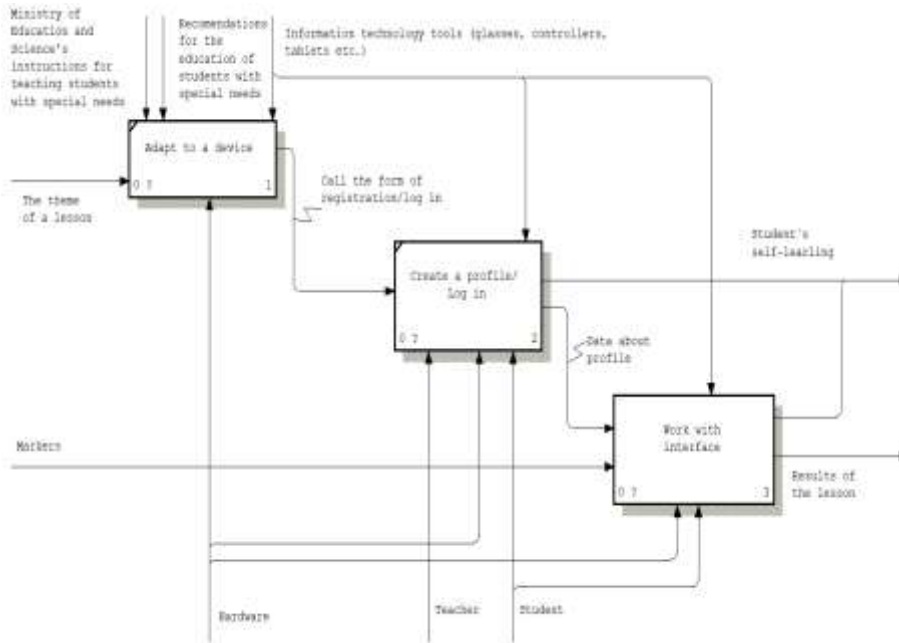 Ministry of
Education and
Science's
instructions for
teaching students
with special needs
Recomendations
for the
education of
students with
special needs
Information technology tools (glasses, controllers,
tablets etc.)
Adapt to a device
0 ?
1
The theme
of a lesson
Call the form of
registration/log in
Create a profile/
Log in
0 ?
2
Student's
self-learling
Data about
profile
Work with
interface
0 ?
3
Markers
Results of
the lesson
Hardware
Teacher
Student